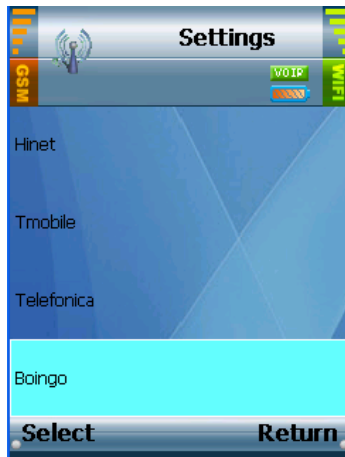 Settings
GSM
VOIP
WIFI
Hinet
Tmobile
Telefonica
Boingo
Select Return